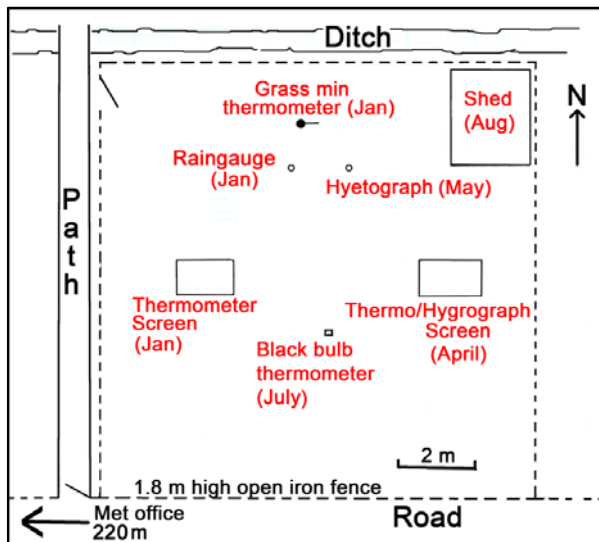 Ditch
Grass min
thermometer (Jan)
Shed
(Aug)
N
Raingauge
(Jan)
Hyetograph (May)
Path
Thermometer
Screen
(Jan)
Thermo/Hygrograph
Screen
(April)
Black bulb
thermometer
(July)
2 m
1.8 m high open iron fence
Met office
220 m
Road